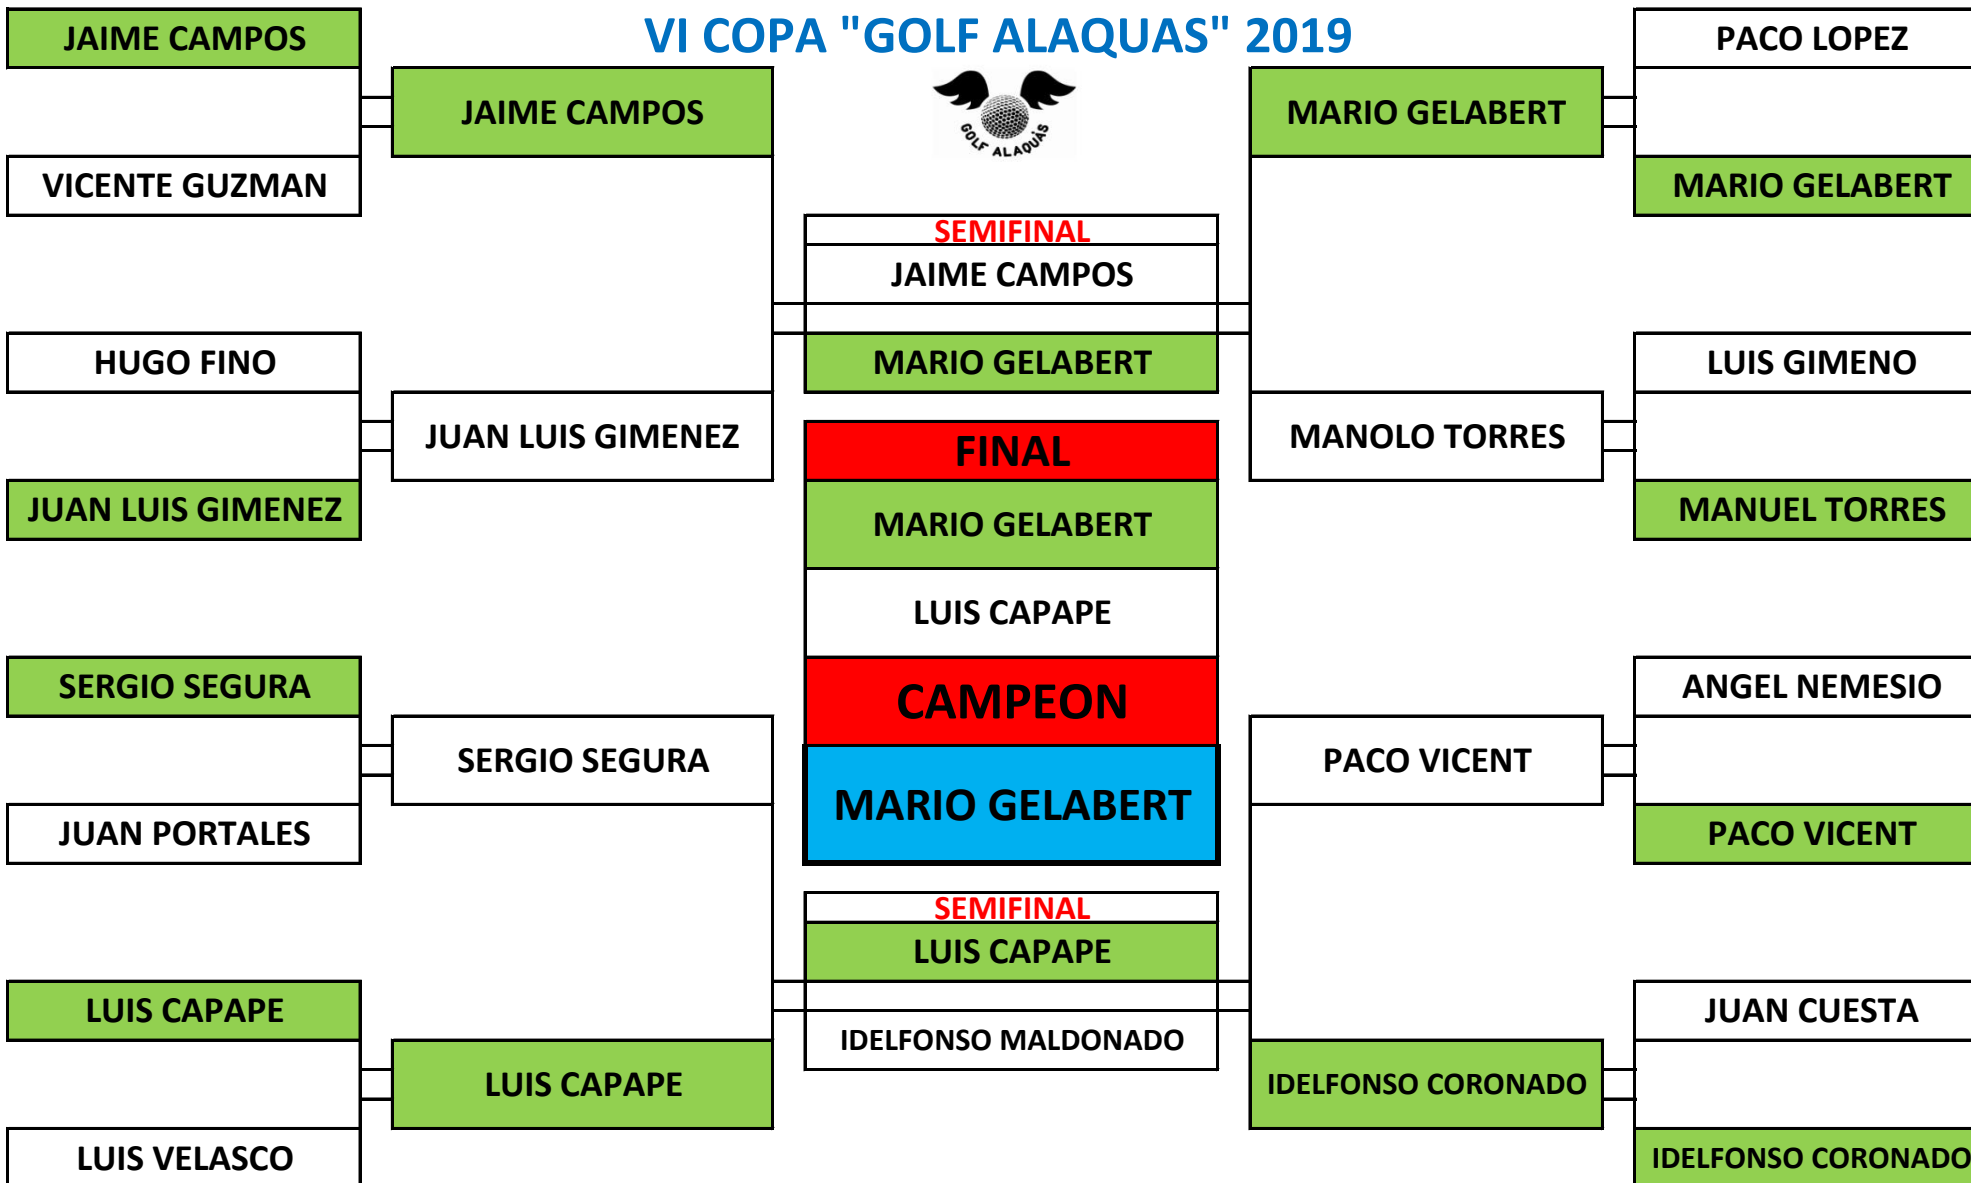 VI COPA "GOLF ALAQUAS" 2019
GOLF ALAQUÀS
JAIME CAMPOS
VICENTE GUZMAN
HUGO FINO
JUAN LUIS GIMENEZ
SERGIO SEGURA
JUAN PORTALES
LUIS CAPAPE
LUIS VELASCO
JAIME CAMPOS
JUAN LUIS GIMENEZ
SERGIO SEGURA
LUIS CAPAPE
SEMIFINAL
JAIME CAMPOS
MARIO GELABERT
FINAL
MARIO GELABERT
LUIS CAPAPE
CAMPEON
MARIO GELABERT
SEMIFINAL
LUIS CAPAPE
IDELFONSO MALDONADO
MARIO GELABERT
MANOLO TORRES
PACO VICENT
IDELFONSO CORONADO
PACO LOPEZ
MARIO GELABERT
LUIS GIMENO
MANUEL TORRES
ANGEL NEMESIO
PACO VICENT
JUAN CUESTA
IDELFONSO CORONADO